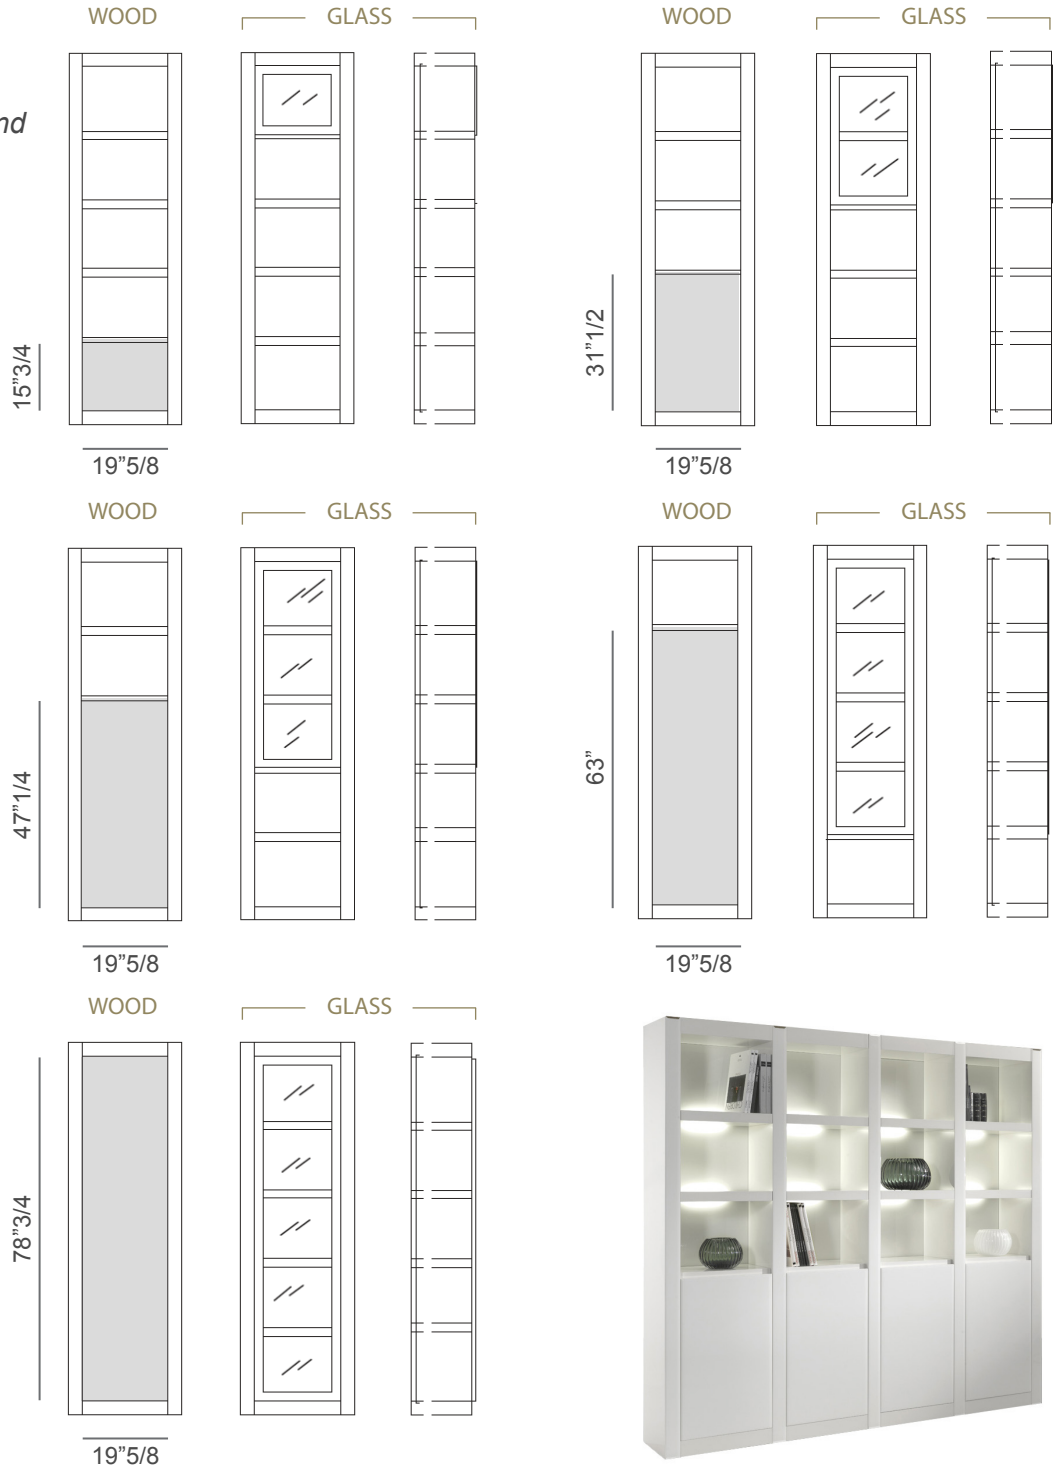 WOOD GLASS WOOD GLASS
nd
15”3/4
31”1/2
19”5/8 19”5/8
WOOD GLASS WOOD GLASS
47”1/4
63”
19”5/8 19”5/8
WOOD GLASS
78”3/4
19”5/8